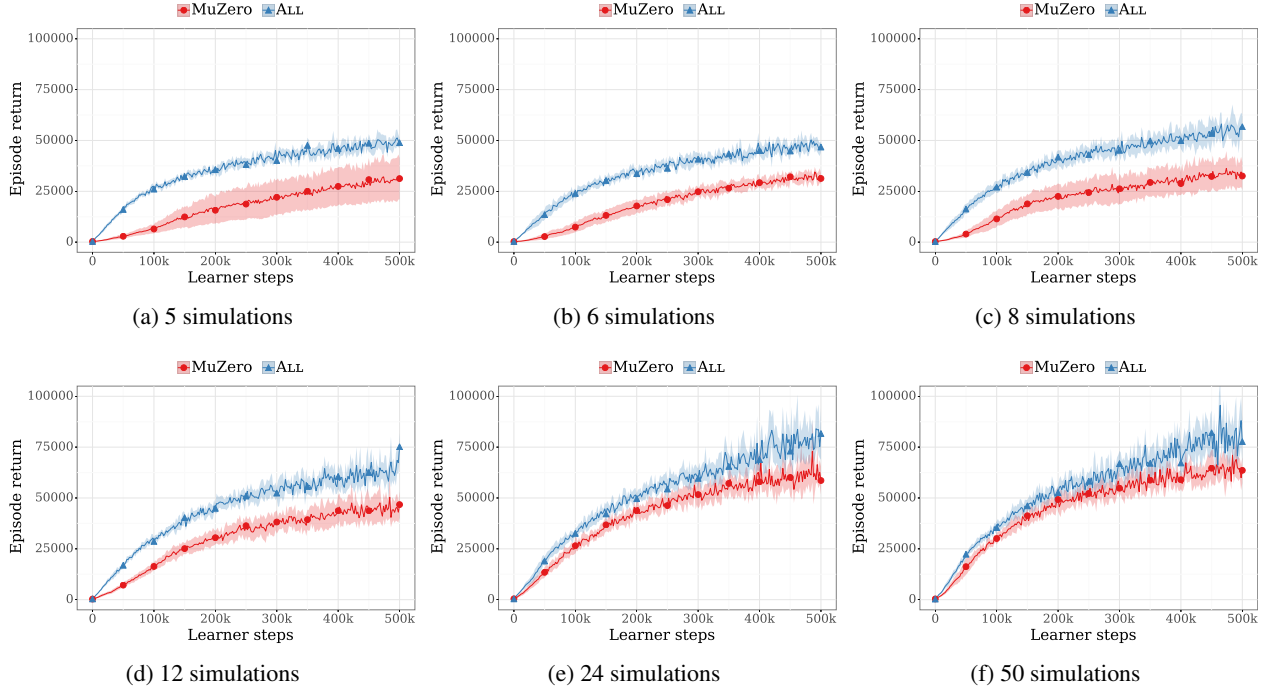 MuZero ALL
100000
75000
50000
25000
0
Episode return
0 100k 200k 300k 400k 500k
Learner steps
(a) 5 simulations
MuZero ALL
100000
75000
50000
25000
0
Episode return
0 100k 200k 300k 400k 500k
Learner steps
(b) 6 simulations
MuZero ALL
100000
75000
50000
25000
0
Episode return
0 100k 200k 300k 400k 500k
Learner steps
(c) 8 simulations
MuZero ALL
100000
75000
50000
25000
0
Episode return
0 100k 200k 300k 400k 500k
Learner steps
(d) 12 simulations
MuZero ALL
100000
75000
50000
25000
0
Episode return
0 100k 200k 300k 400k 500k
Learner steps
(e) 24 simulations
MuZero ALL
100000
75000
50000
25000
0
Episode return
0 100k 200k 300k 400k 500k
Learner steps
(f) 50 simulations